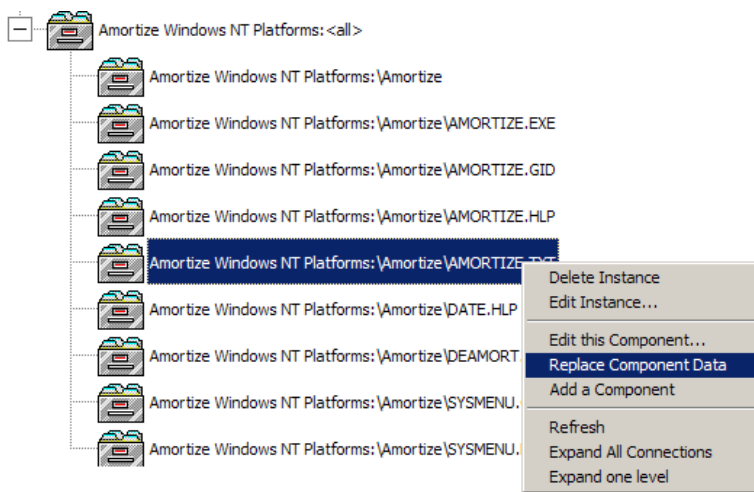 Amortize Windows NT Platforms:<all>
Amortize Windows NT Platforms:\Amortize
Amortize Windows NT Platforms:\Amortize\AMORTIZE.EXE
Amortize Windows NT Platforms:\Amortize\AMORTIZE.GID
Amortize Windows NT Platforms:\Amortize\AMORTIZE.HLP
Amortize Windows NT Platforms:\Amortize\AMORTIZE.TXT
Amortize Windows NT Platforms:\Amortize\DATE.HLP
Amortize Windows NT Platforms:\Amortize\DEAMORT
Amortize Windows NT Platforms:\Amortize\SYSMENU.
Amortize Windows NT Platforms:\Amortize\SYSMENU.
Delete Instance
Edit Instance...
Edit this Component...
Replace Component Data
Add a Component
Refresh
Expand All Connections
Expand one level